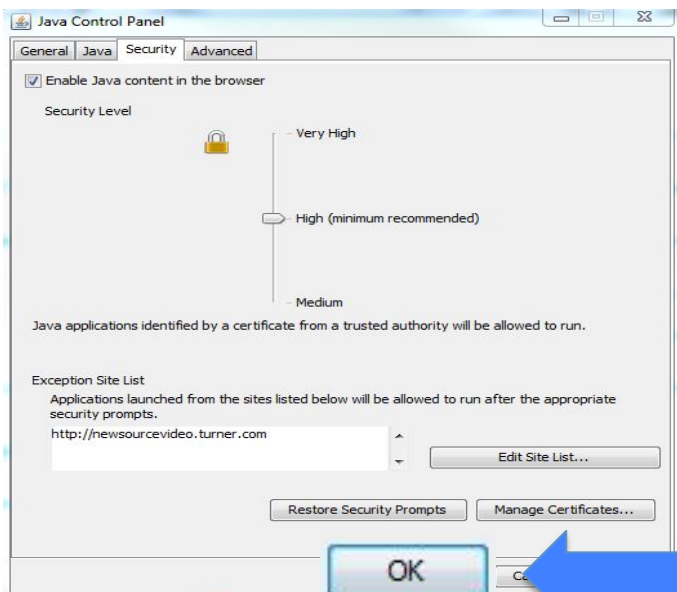 Java Control Panel
General Java Security Advanced
Enable Java content in the browser
Security Level
Very High
High (minimum recommended)
Medium
Java applications identified by a certificate from a trusted authority will be allowed to run.
Exception Site List
Applications launched from the sites listed below will be allowed to run after the appropriate
security prompts.
http://newsourcevideo.turner.com
Edit Site List...
Restore Security Prompts Manage Certificates...
OK